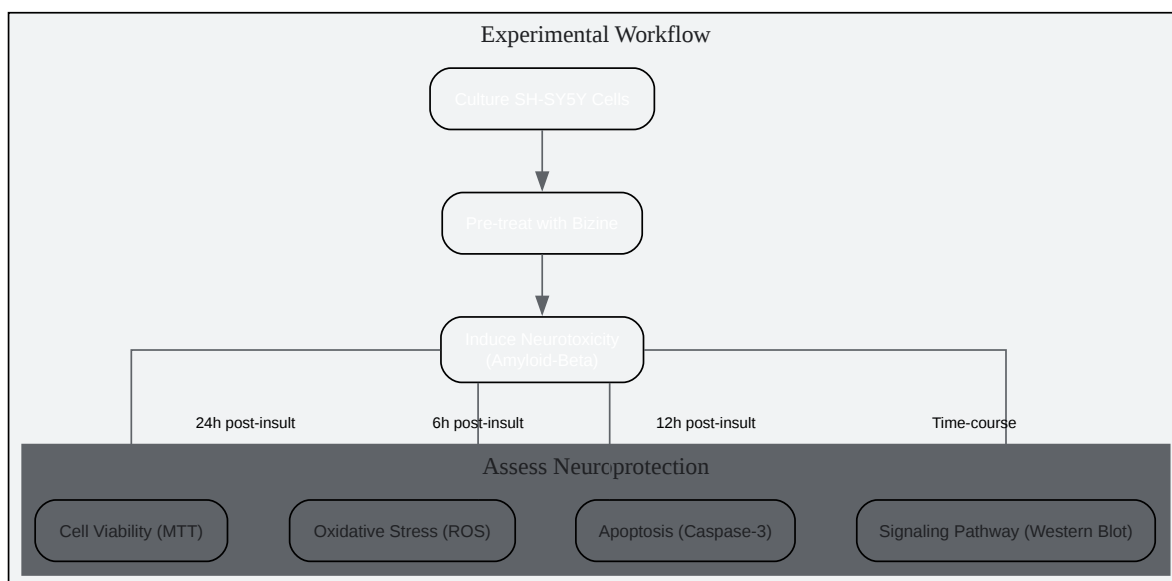 Experimental Workflow
Culture SH-SY5Y Cells
Pre-treat with Bizine
Induce Neurotoxicity
(Amyloid-Beta)
24h post-insult
6h post-insult
12h post-insult
Time-course
Assess Neuroprotection
Cell Viability (MTT)
Oxidative Stress (ROS)
Apoptosis (Caspase-3)
Signaling Pathway (Western Blot)